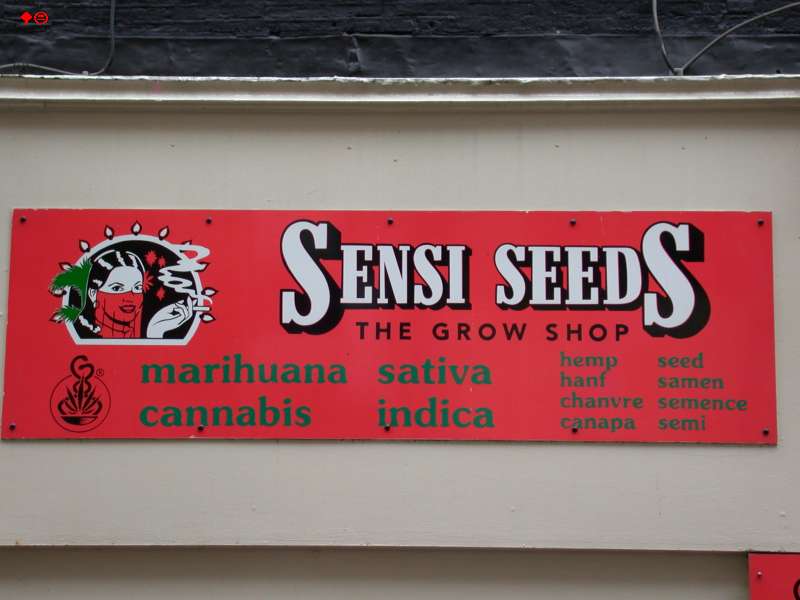 SENSI SEEDS
THE GROW SHOP
marihuana sativa
cannabis indica
hemp seed
hanf samen
chanvre semence
canapa semi
®